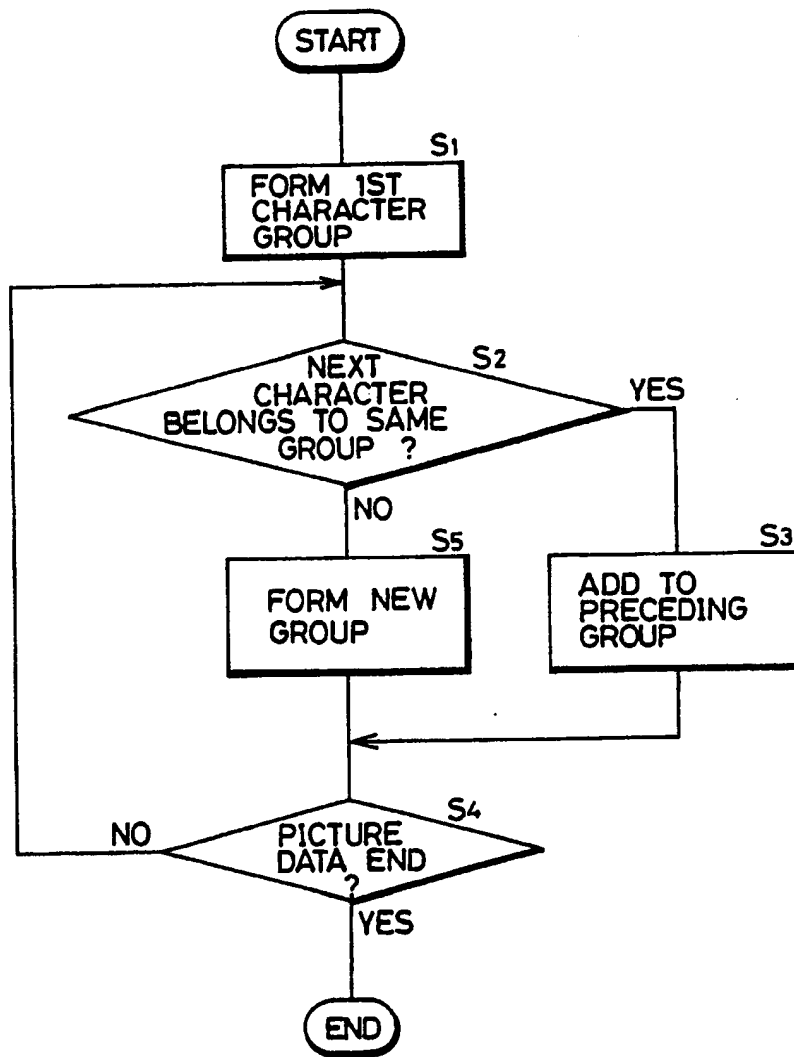 START
S1
FORM 1ST
CHARACTER
GROUP
S2
NEXT
CHARACTER
BELONGS TO SAME
GROUP ?
YES
NO
S5
FORM NEW
GROUP
S3
ADD TO
PRECEDING
GROUP
S4
PICTURE
DATA END
?
NO
YES
END